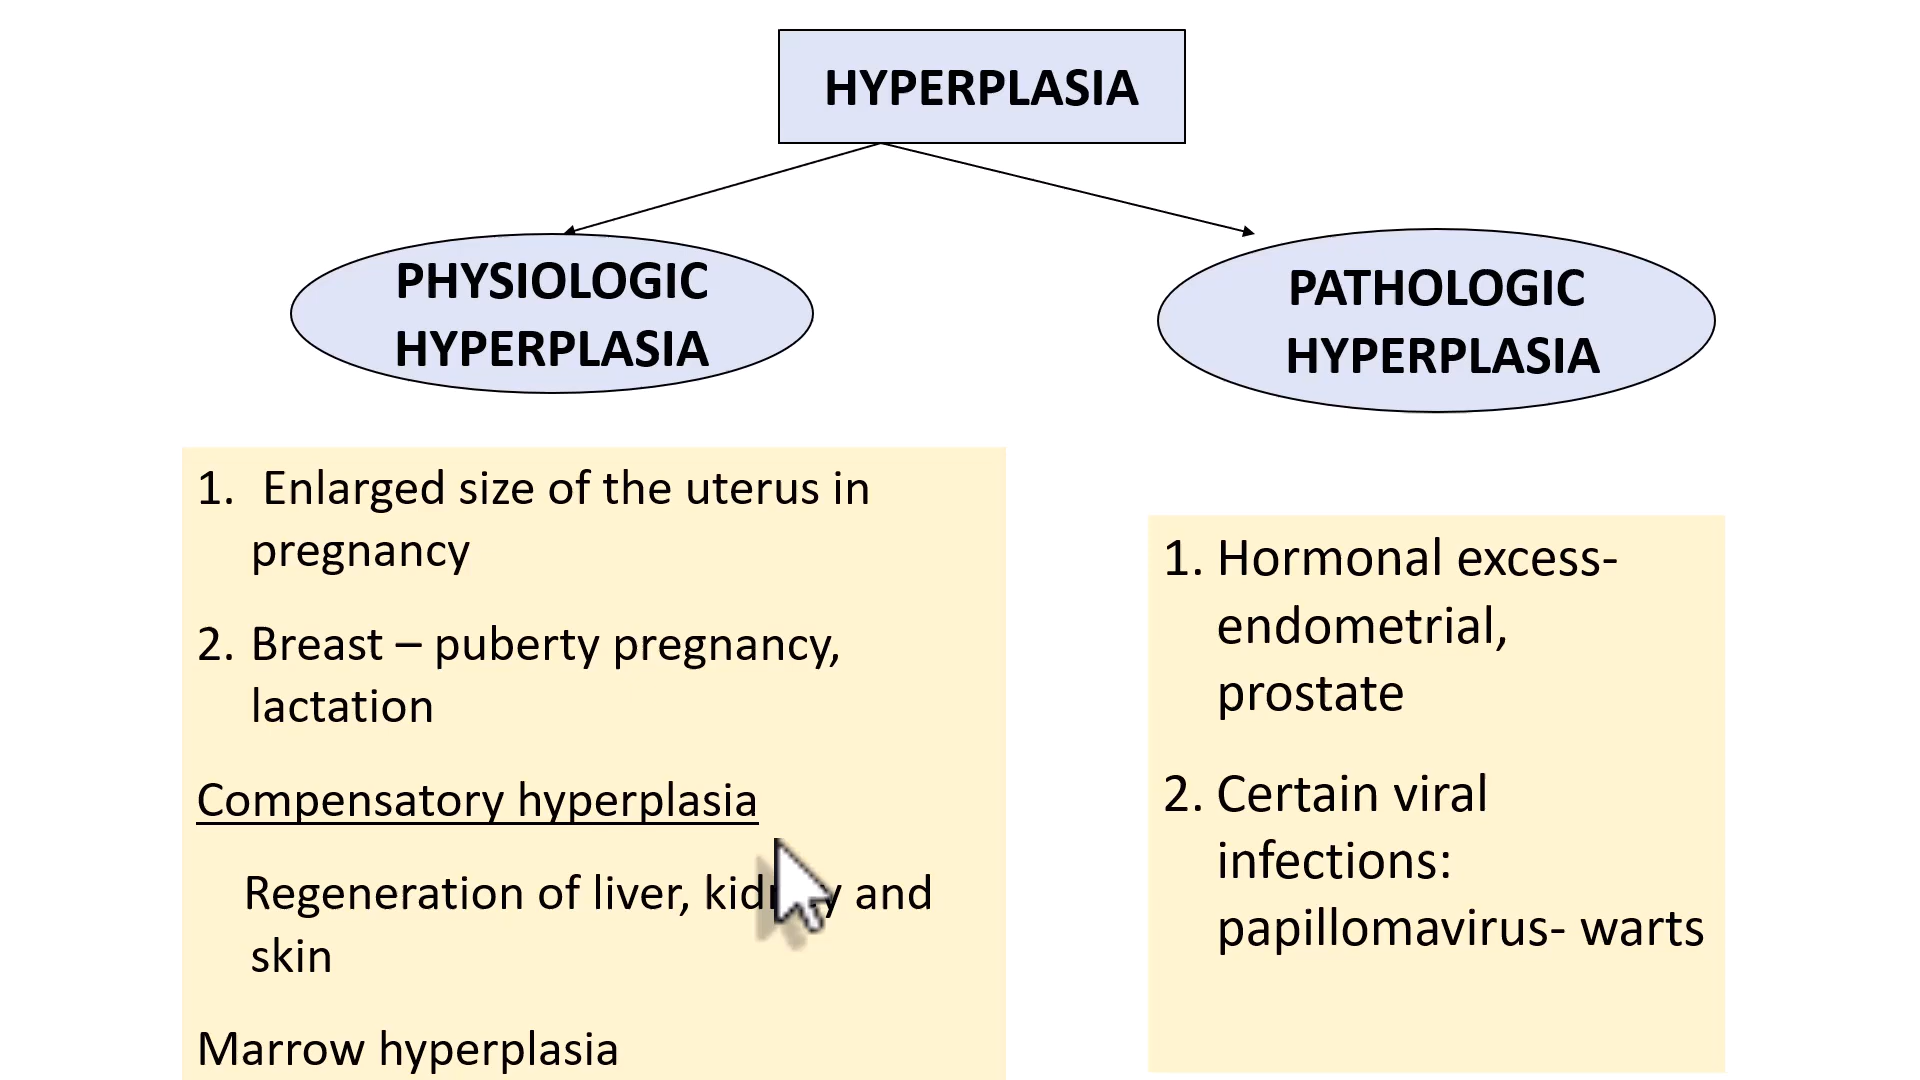 HYPERPLASIA
PHYSIOLOGIC
HYPERPLASIA
PATHOLOGIC
HYPERPLASIA
1. Enlarged size of the uterus in
pregnancy
2. Breast – puberty pregnancy,
lactation
Compensatory hyperplasia
Regeneration of liver, kidney and
skin
Marrow hyperplasia
1. Hormonal excess-
endometrial,
prostate
2. Certain viral
infections:
papillomavirus- warts